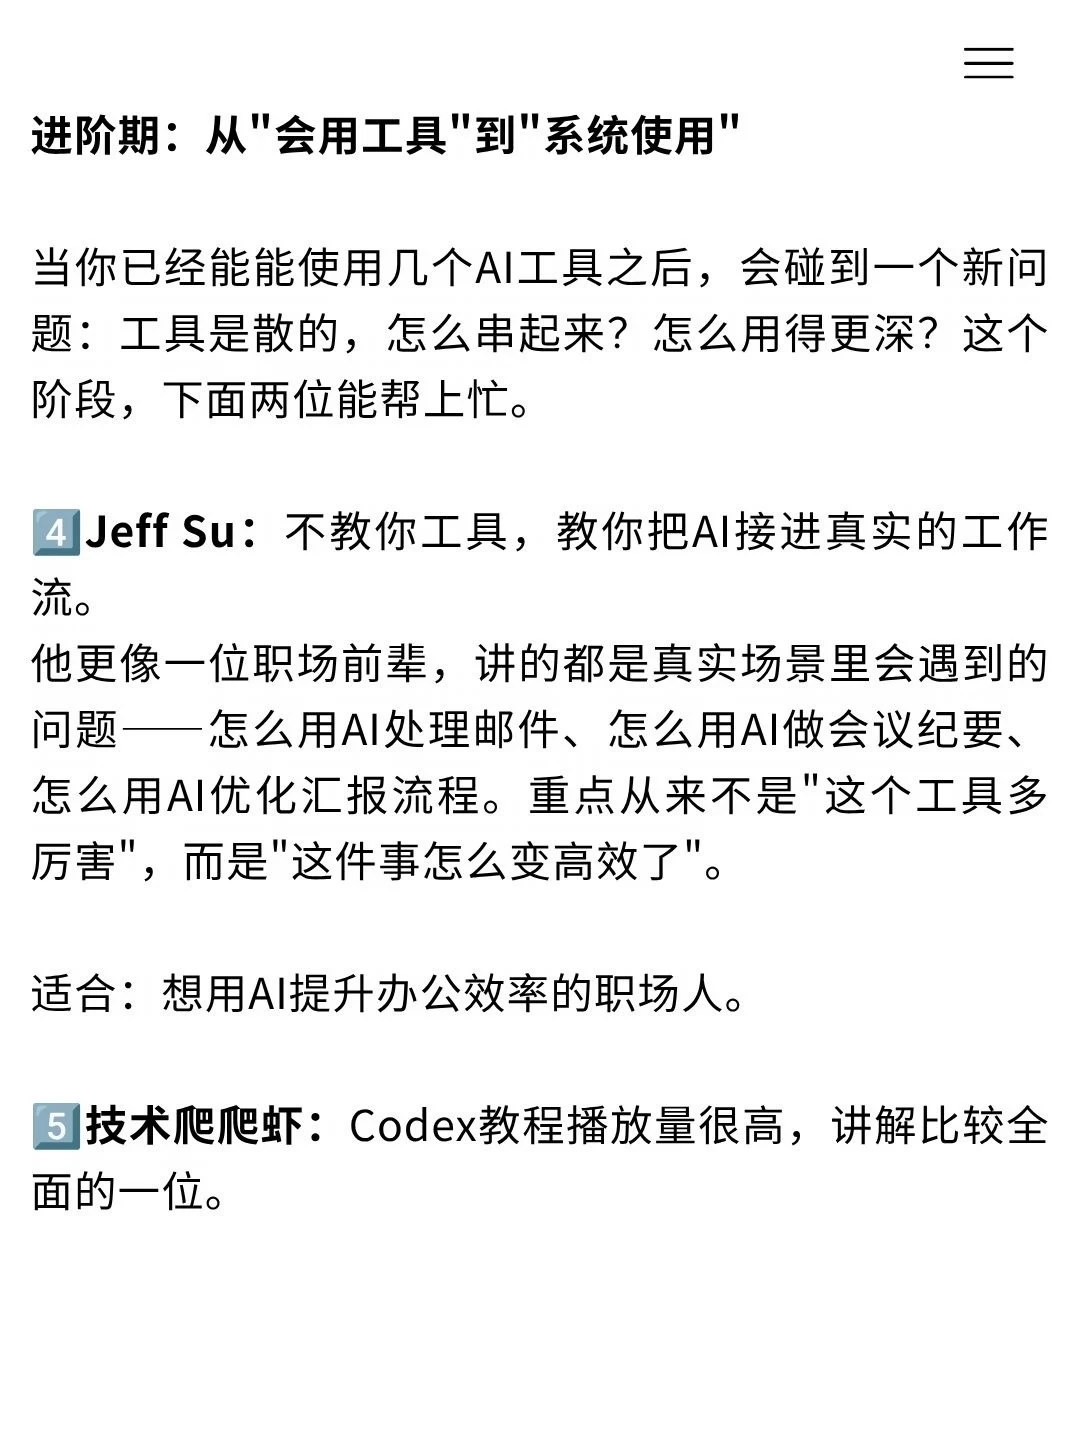 进阶期：从"会用工具"到"系统使用"
当你已经能能使用几个AI工具之后，会碰到一个新问
题：工具是散的，怎么串起来？怎么用得更深？这个
阶段，下面两位能帮上忙。
4️⃣Jeff Su：不教你工具，教你把AI接进真实的工作
流。
他更像一位职场前辈，讲的都是真实场景里会遇到的
问题——怎么用AI处理邮件、怎么用AI做会议纪要、
怎么用AI优化汇报流程。重点从来不是"这个工具多
厉害"，而是"这件事怎么变高效了"。
适合：想用AI提升办公效率的职场人。
5️⃣技术爬爬虾：Codex教程播放量很高，讲解比较全
面的一位。